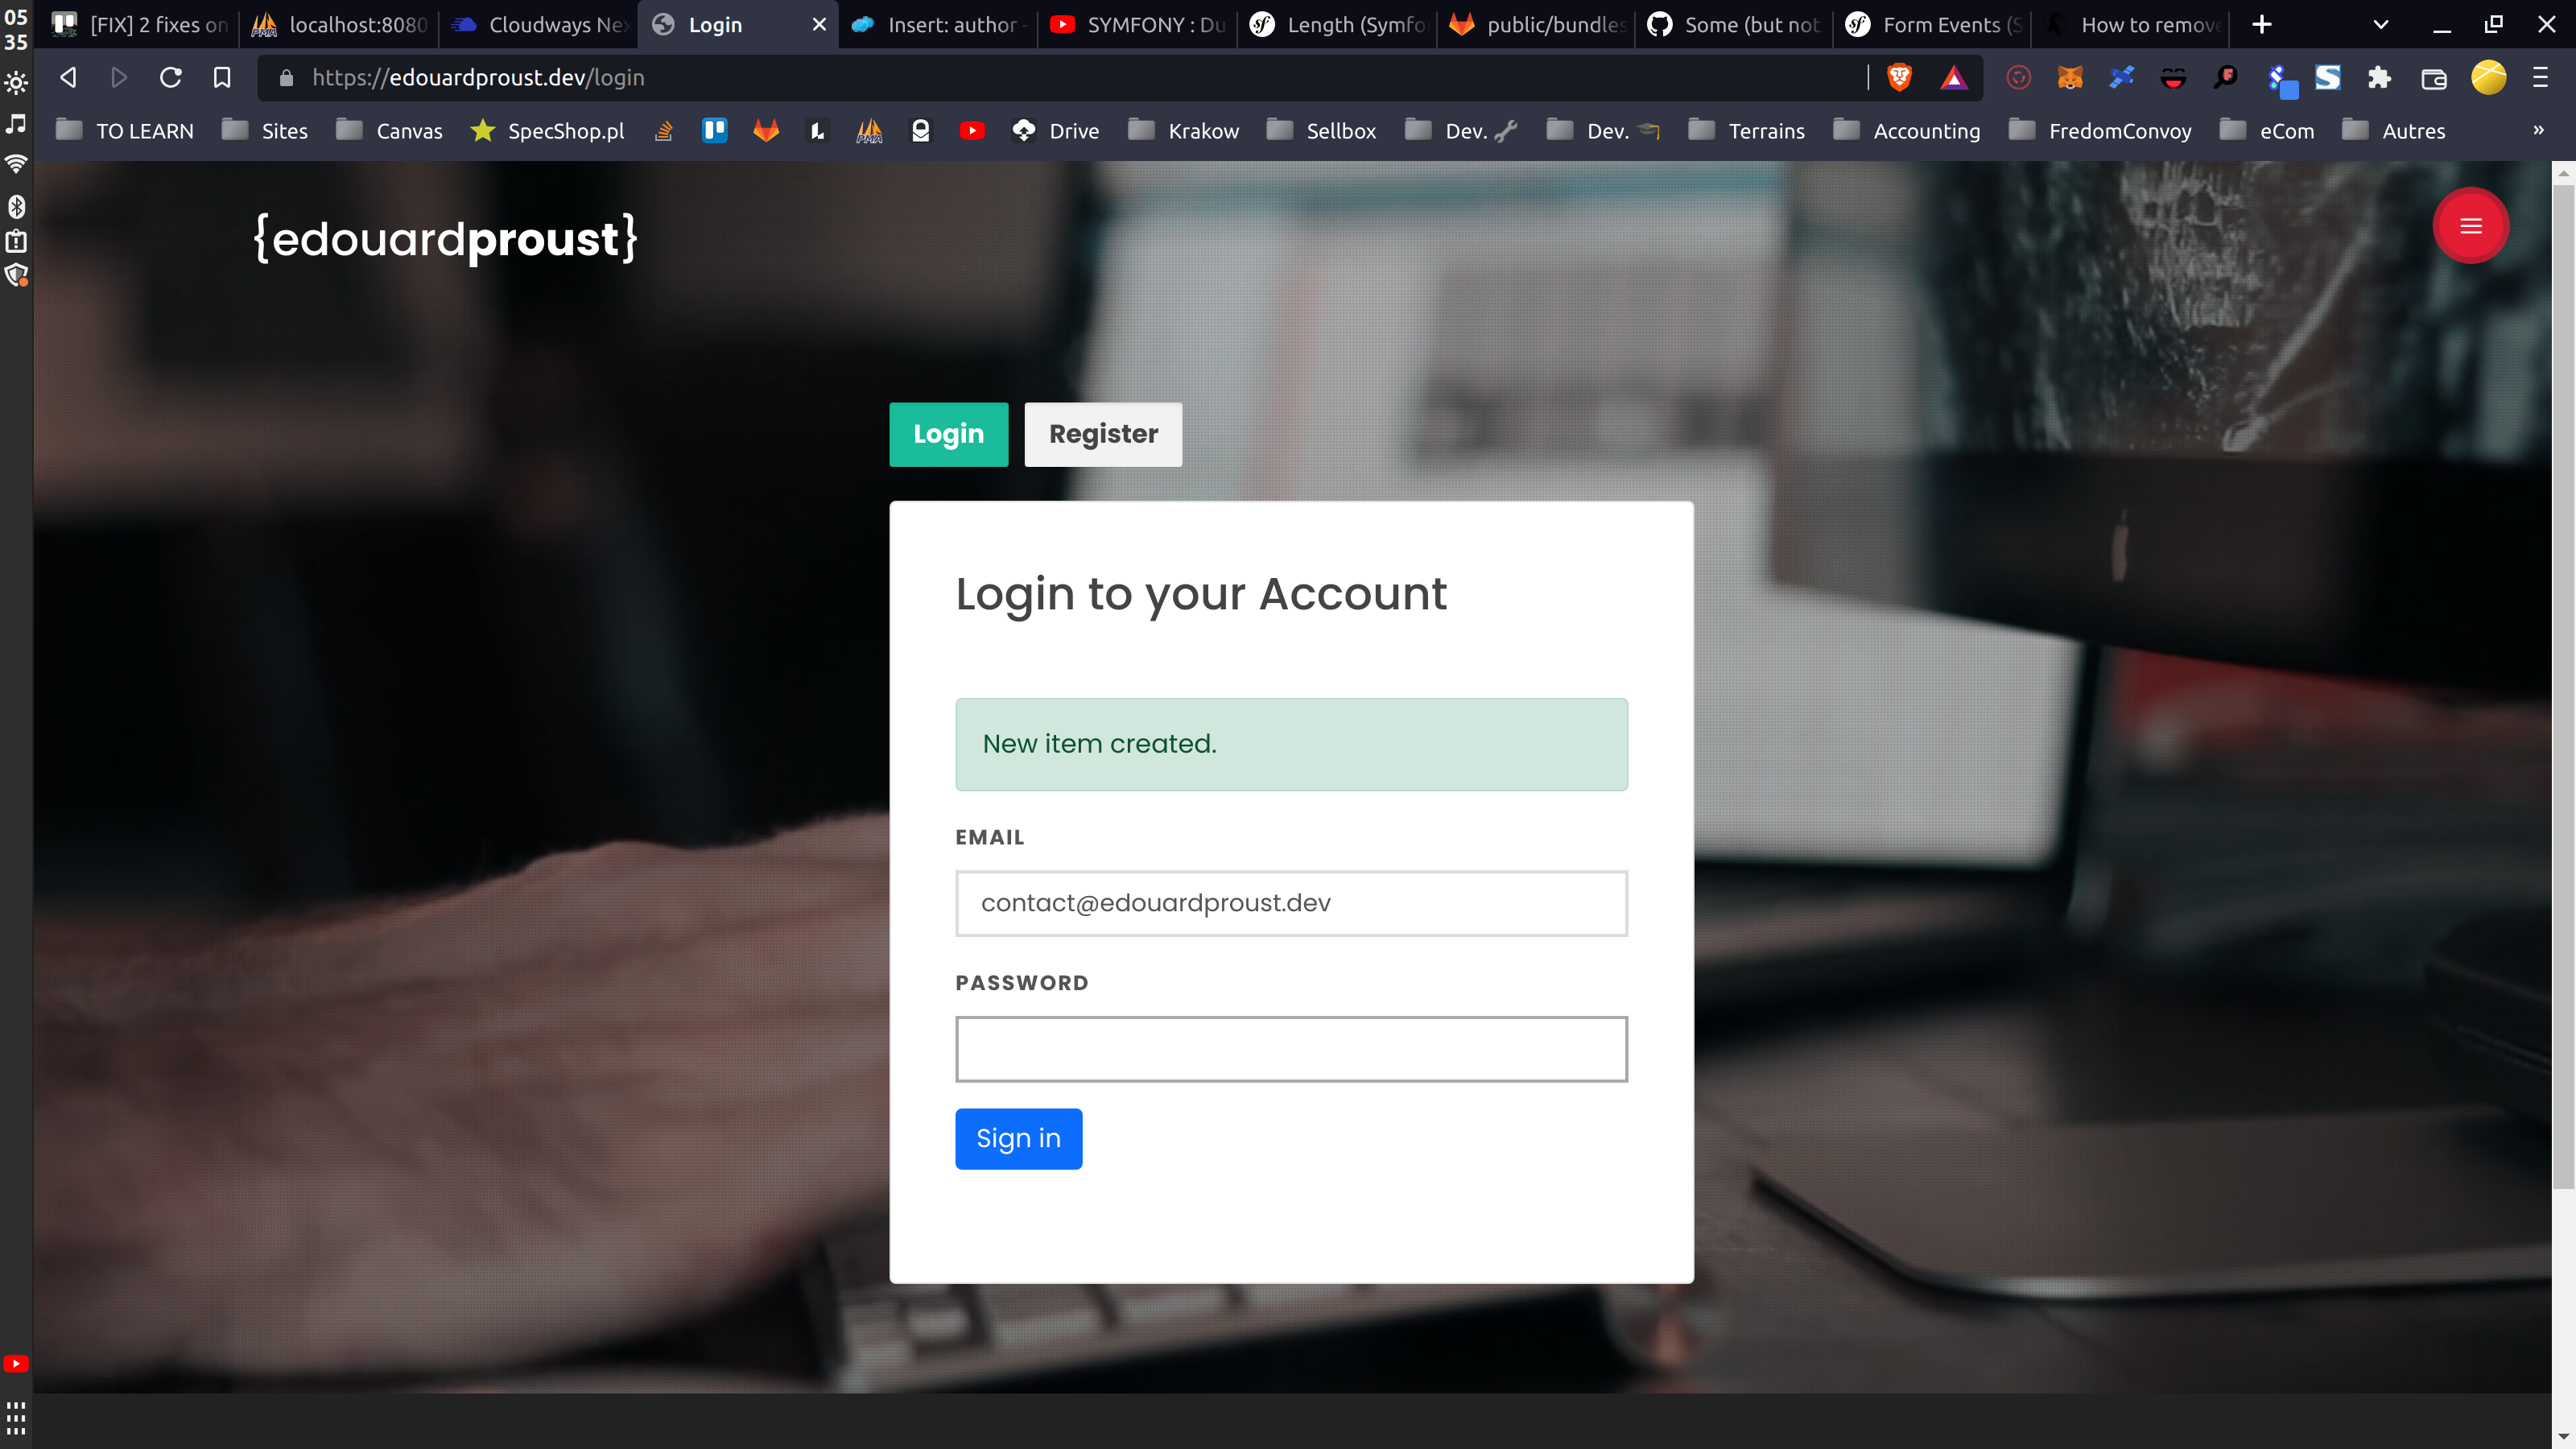 05
35
[FIX] 2 fixes on
localhost:8080
Cloudways Nex
Login
Insert: author -
SYMFONY : Du
Length (Symfo
public/bundles
Some (but not
Form Events (S
How to remove
https://edouardproust.dev/login
TO LEARN
Sites
Canvas
SpecShop.pl
PMA
Drive
Krakow
Sellbox
Dev.
Dev.
Terrains
Accounting
FredomConvoy
eCom
Autres
»
{edouardproust}
Login
Register
Login to your Account
New item created.
EMAIL
contact@edouardproust.dev
PASSWORD
Sign in